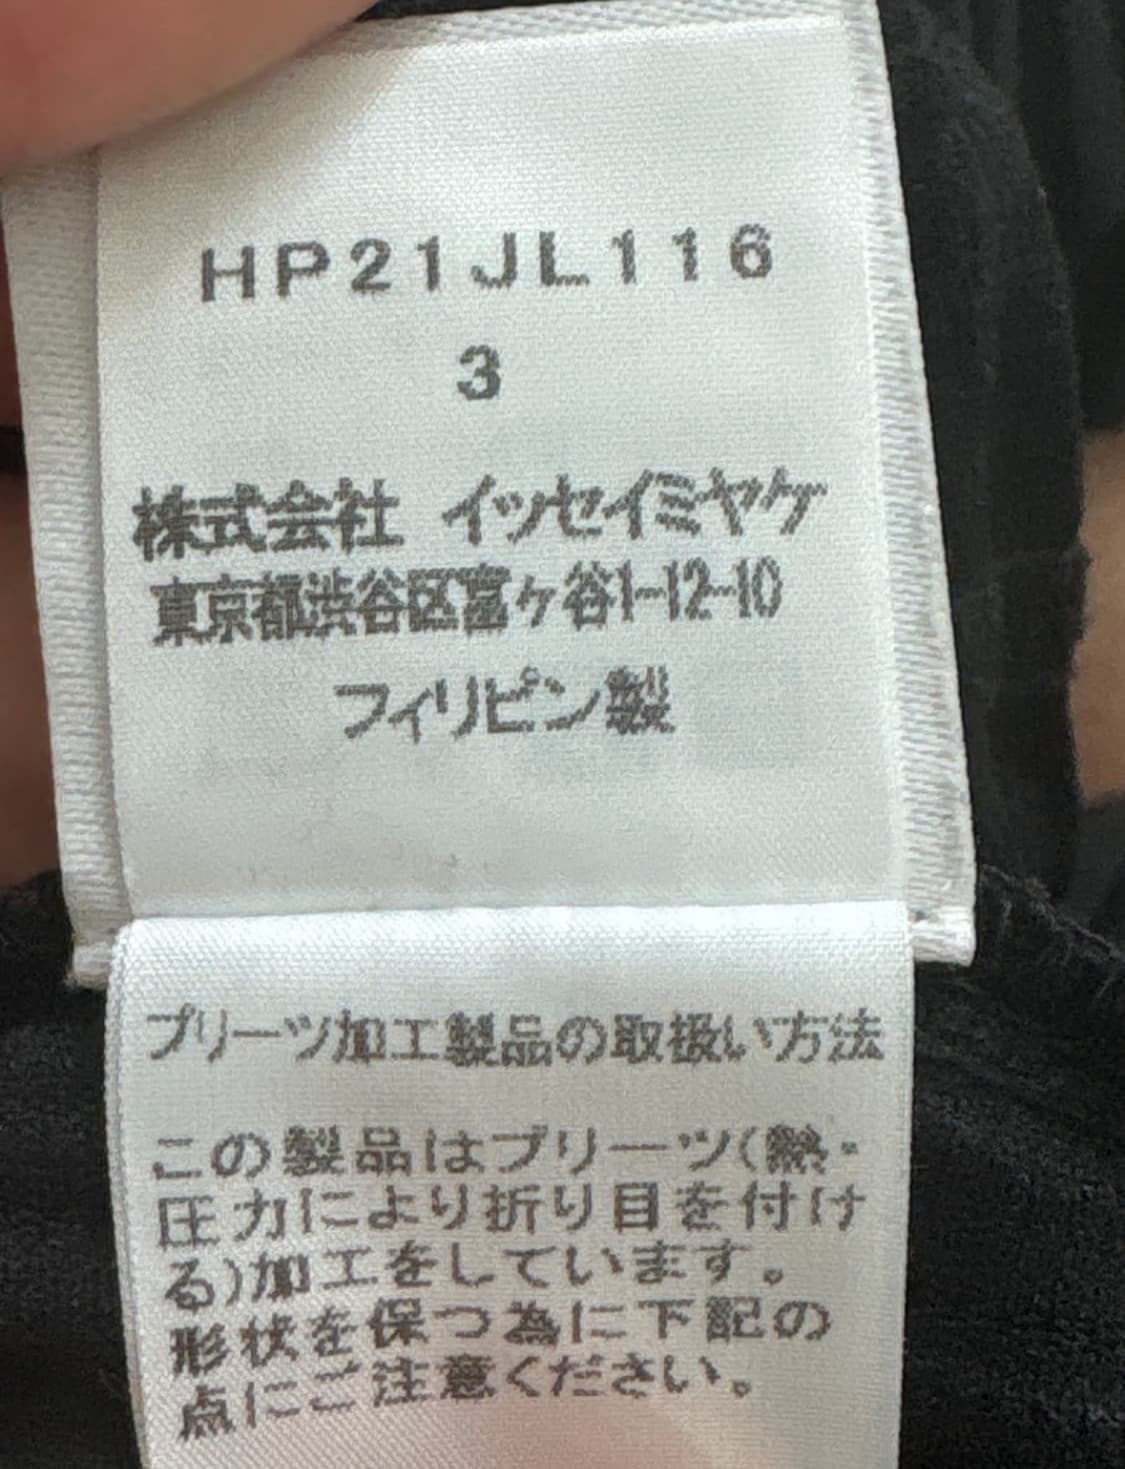 HP21JL116
3
株式会社 イッセイミヤケ
東京都渋谷区富ヶ谷1-12-10
フィリピン製
プリーツ加工製品の取扱い方法
この製品はプリーツ(熱・
圧力により折り目を付け
る)加工をしています。
形状を保つ為に下記の
点にご注意ください。